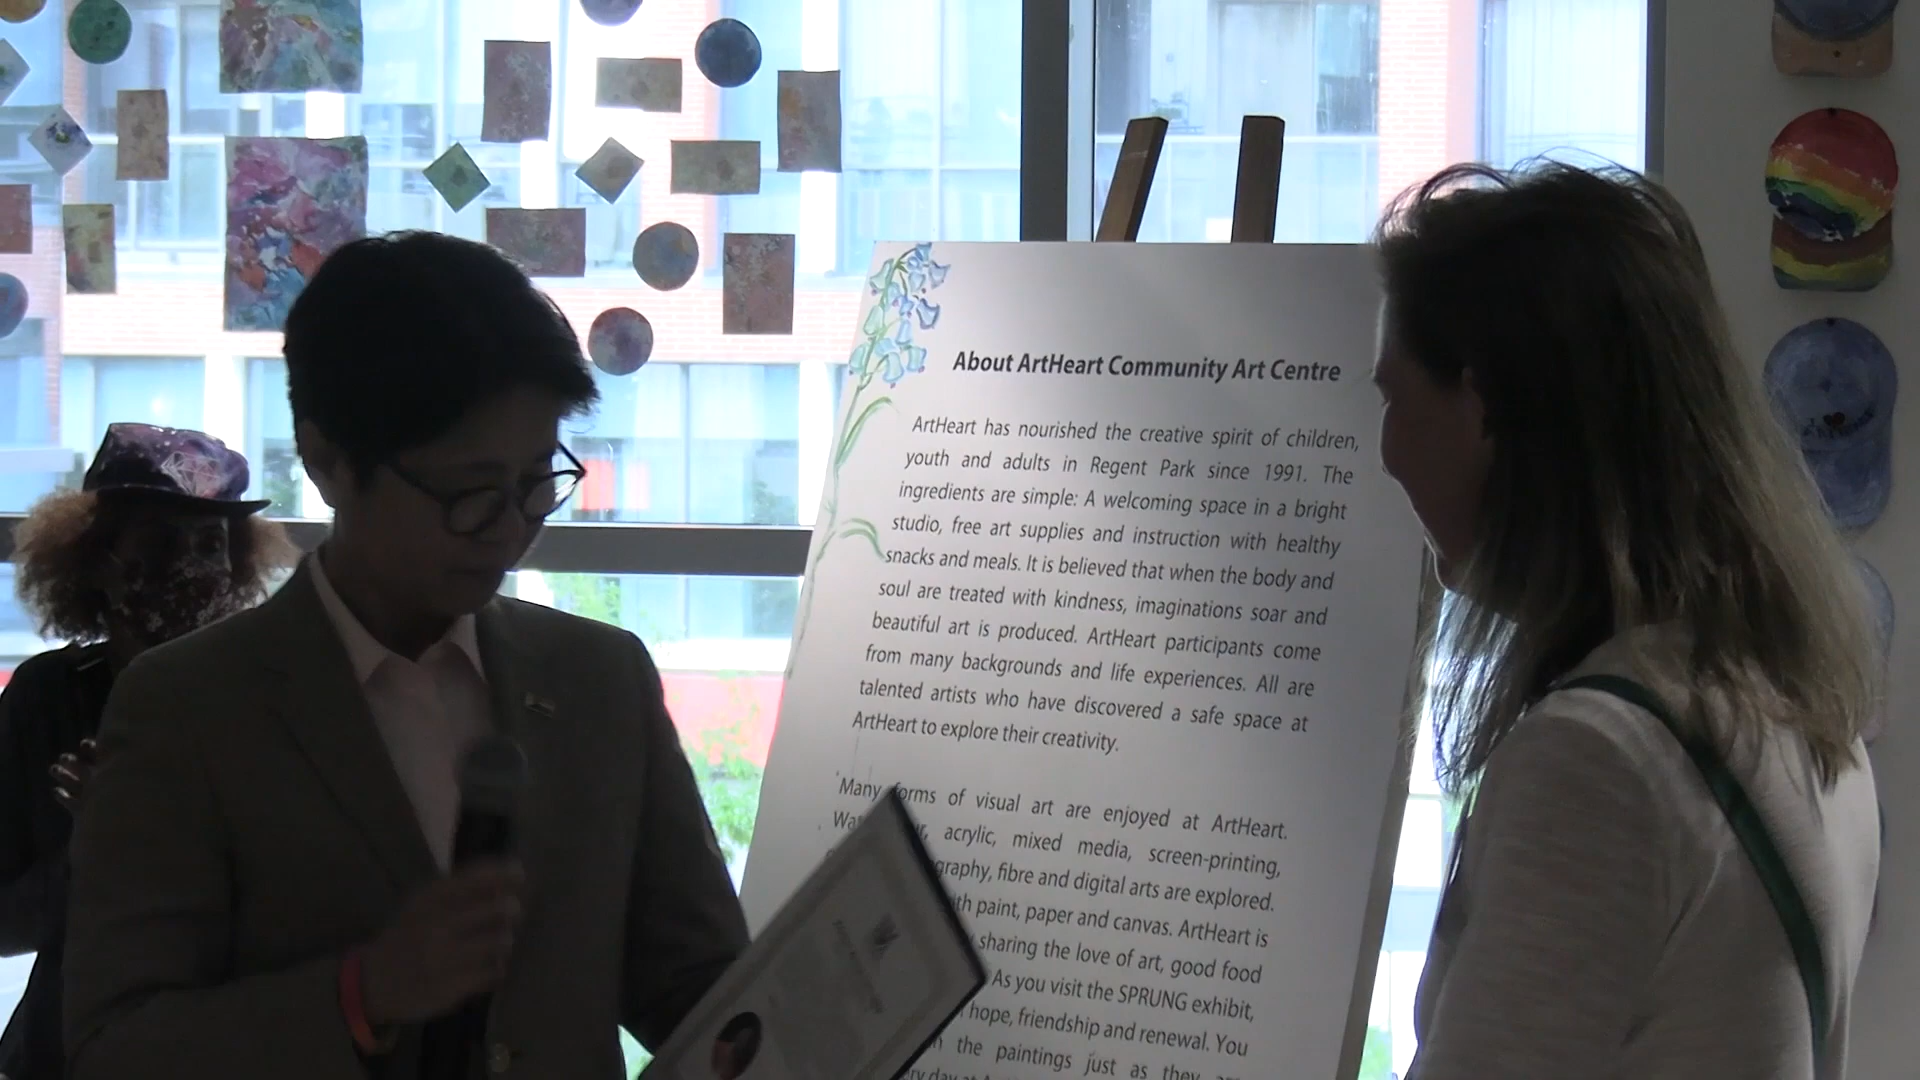 About ArtHeart Community Art Centre
ArtHeart has nourished the creative spirit of children,
youth and adults in Regent Park since 1991. The
ingredients are simple: A welcoming space in a bright
studio, free art supplies and instruction with healthy
snacks and meals. It is believed that when the body and
soul are treated with kindness, imaginations soar and
beautiful art is produced. ArtHeart participants come
from many backgrounds and life experiences. All are
talented artists who have discovered a safe space at
ArtHeart to explore their creativity.
Many forms of visual art are enjoyed at ArtHeart.
acrylic, mixed media, screen-printing,
graphy, fibre and digital arts are explored.
ith paint, paper and canvas. ArtHeart is
sharing the love of art, good food
As you visit the SPRUNG exhibit,
hope, friendship and renewal. You
the paintings just as they